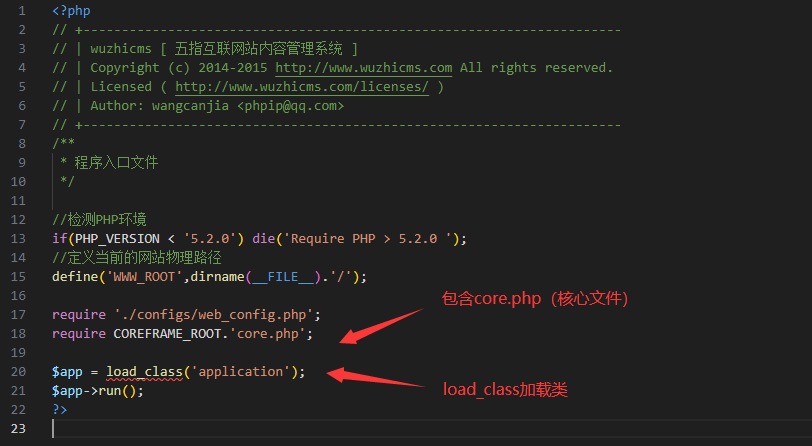 1 <?php
2 // +----------------------------------------------------------------------
3 // | wuzhicms [ 五指互联网站内容管理系统 ]
4 // | Copyright (c) 2014-2015 http://www.wuzhicms.com All rights reserved.
5 // | Licensed ( http://www.wuzhicms.com/licenses/ )
6 // | Author: wangcanjia <phpip@qq.com>
7 // +----------------------------------------------------------------------
8 /**
9 * 程序入口文件
10 */
11
12 //检测PHP环境
13 if(PHP_VERSION < '5.2.0') die('Require PHP > 5.2.0 ');
14 //定义当前的网站物理路径
15 define('WWW_ROOT',dirname(__FILE__).'/');
16
17 require './configs/web_config.php';
包含core.php（核心文件）
18 require COREFRAME_ROOT.'core.php';
19
20 $app = load_class('application');
load_class加载类
21 $app->run();
22 ?>
23